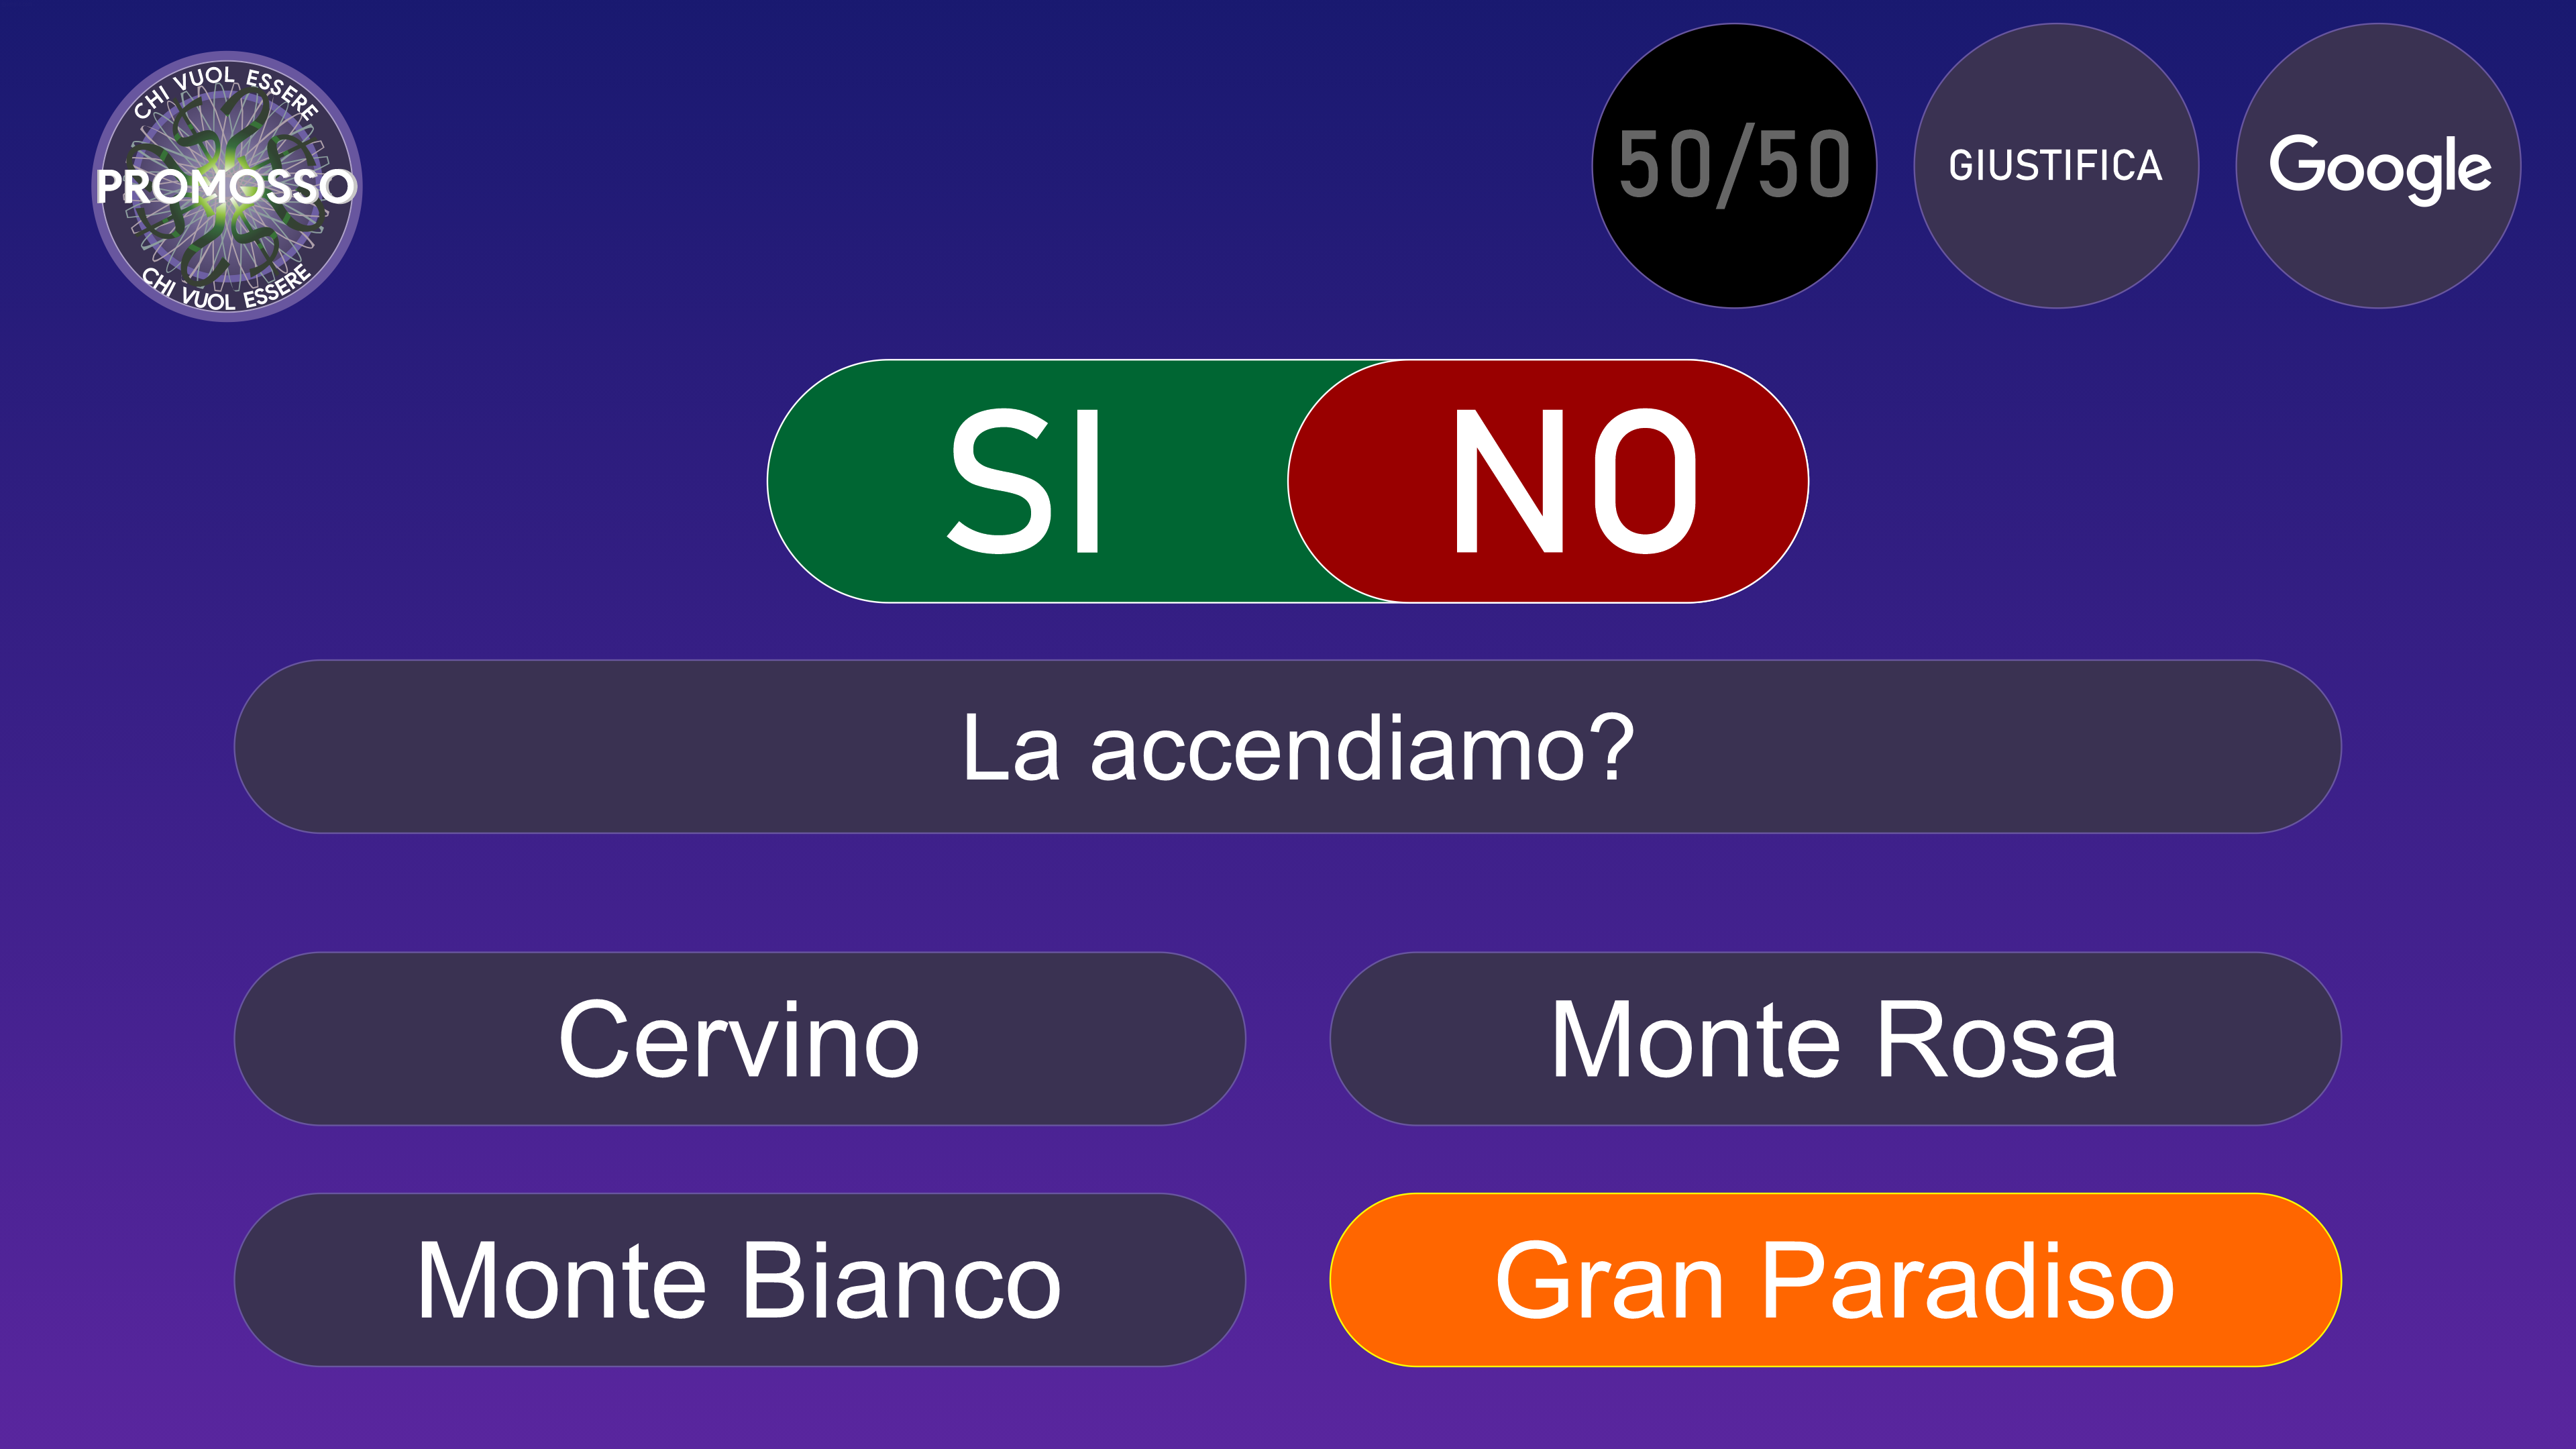 CHI VUOL ESSERE
PROMOSSO
CHI VUOL ESSERE
50/50
GIUSTIFICA
Google
SI
NO
La accendiamo?
Cervino
Monte Rosa
Monte Bianco
Gran Paradiso